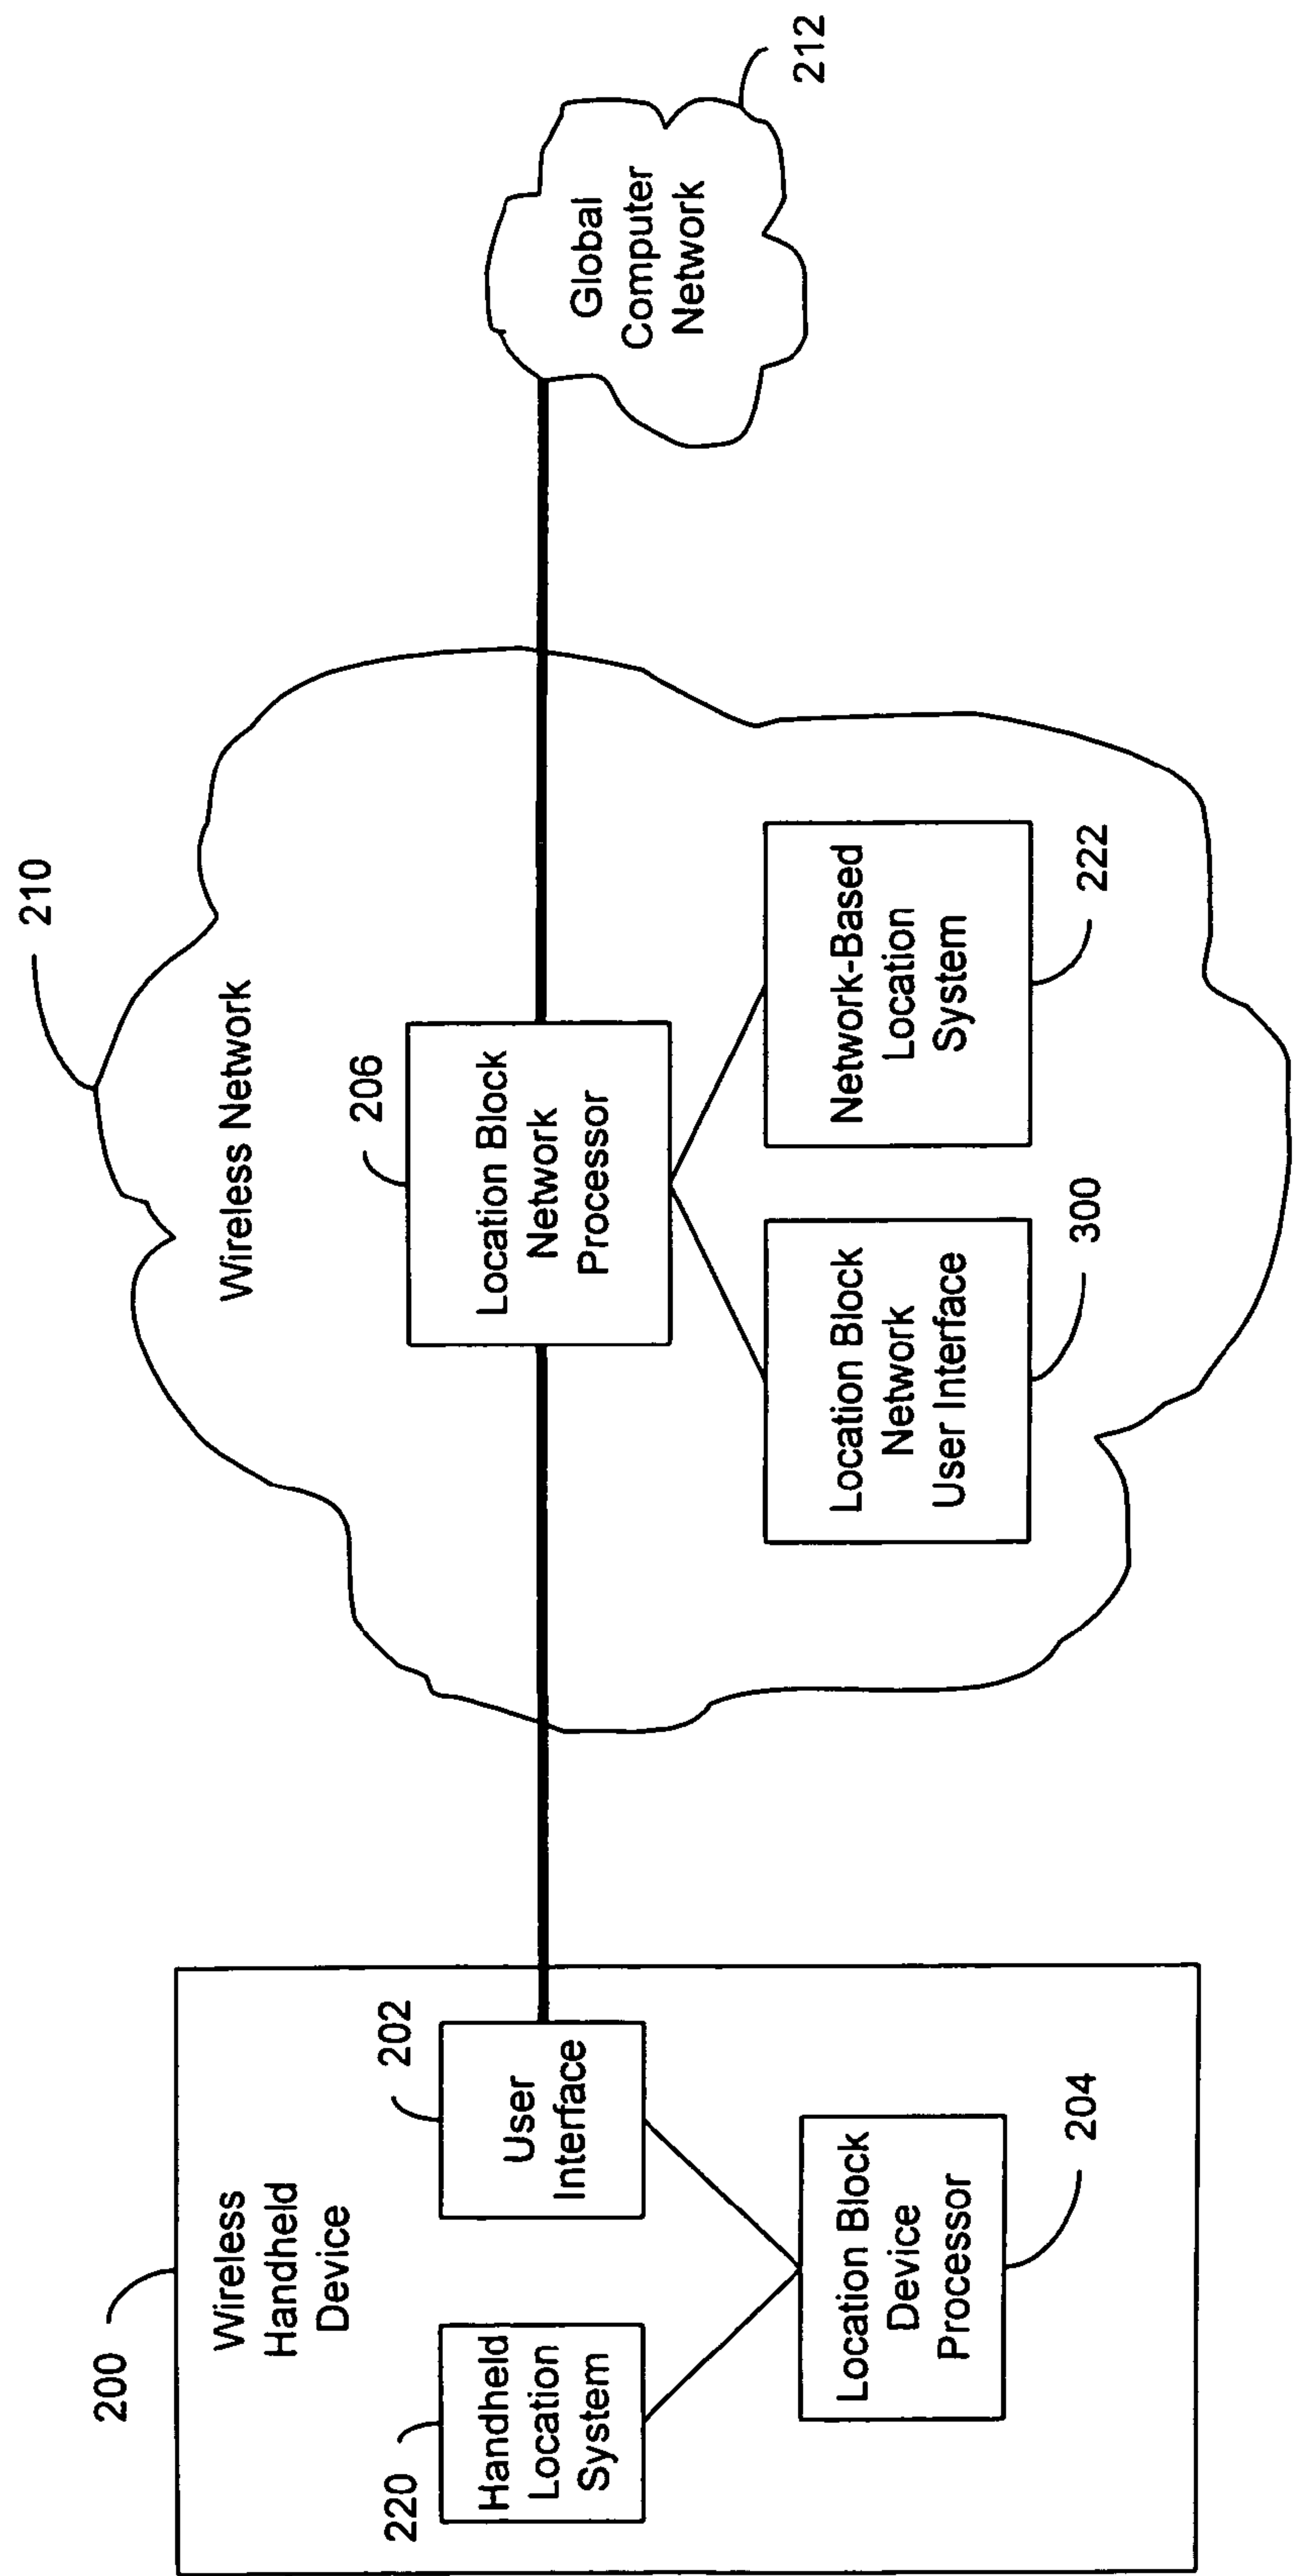 200
Wireless
Handheld
Device
220
Handheld
Location
System
202
User
Interface
Location Block
Device
Processor
204
210
Wireless Network
206
Location Block
Network
Processor
Location Block
Network
User Interface
300
Network-Based
Location
System
222
Global
Computer
Network
212